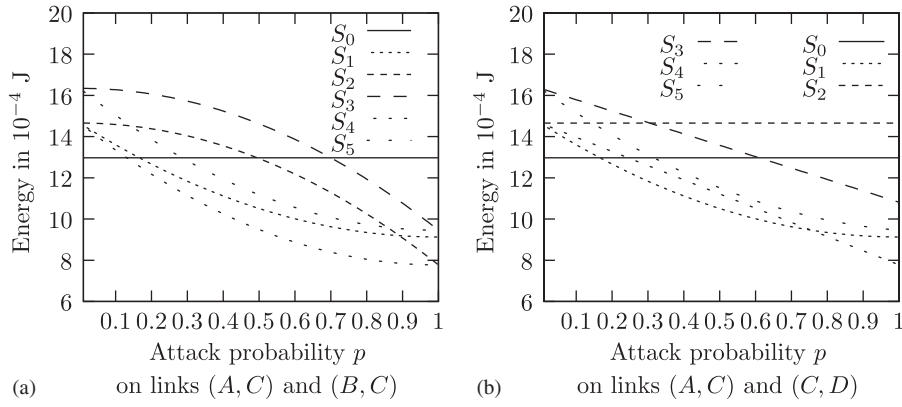 20
18
16
14
12
10
8
6
Energy in 10⁻⁴ J
S₀
S₁
S₂
S₃
S₄
S₅
0.1 0.2 0.3 0.4 0.5 0.6 0.7 0.8 0.9 1
Attack probability p
(a) on links (A, C) and (B, C)
20
18
16
14
12
10
8
6
Energy in 10⁻⁴ J
S₃ S₀
S₄ S₁
S₅ S₂
0.1 0.2 0.3 0.4 0.5 0.6 0.7 0.8 0.9 1
Attack probability p
(b) on links (A, C) and (C, D)